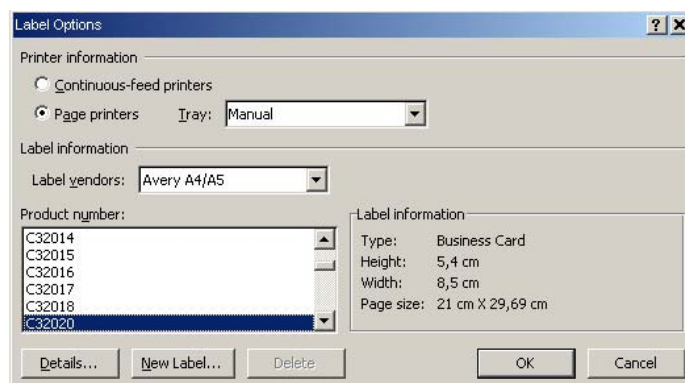 Label Options
Printer information
Continuous-feed printers
Page printers Tray: Manual
Label information
Label vendors: Avery A4/A5
Product number:
C32014
C32015
C32016
C32017
C32018
C32020
Label information
Type: Business Card
Height: 5,4 cm
Width: 8,5 cm
Page size: 21 cm X 29,69 cm
Details... New Label... Delete OK Cancel